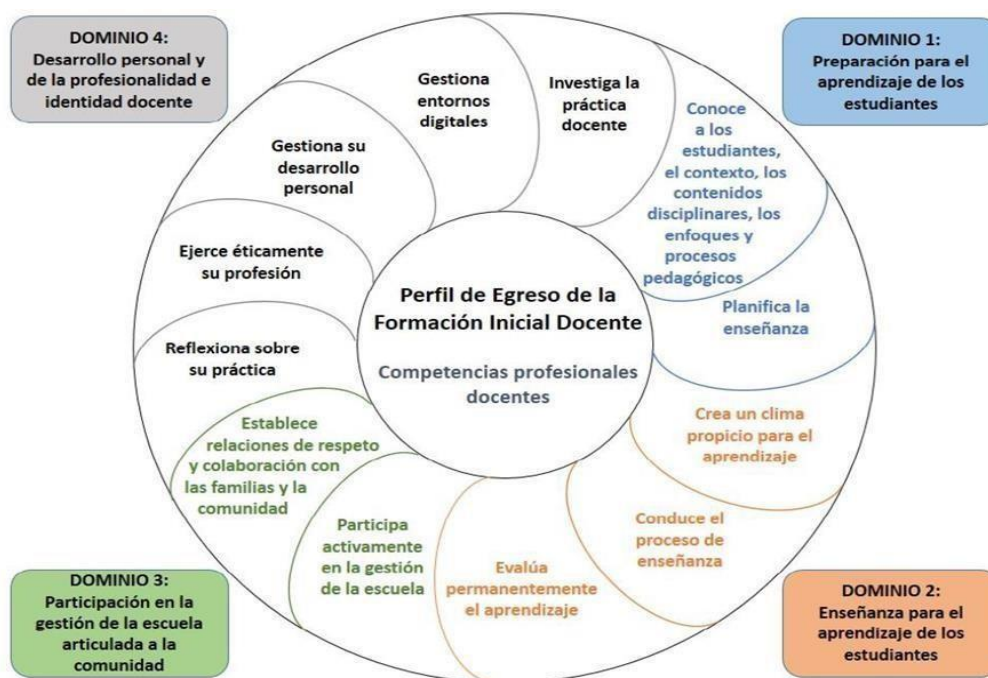 DOMINIO 4:
Desarrollo personal y
de la profesionalidad e
identidad docente
DOMINIO 1:
Preparación para el
aprendizaje de los
estudiantes
Gestiona
entornos
digitales
Investiga la
práctica
docente
Conoce
a los
estudiantes,
el contexto, los
contenidos
disciplinares, los
enfoques y
procesos
pedagógicos
Gestiona su
desarrollo
personal
Ejerce éticamente
su profesión
Reflexiona sobre
su práctica
Perfil de Egreso de la
Formación Inicial Docente
Competencias profesionales
docentes
Planifica la
enseñanza
Crea un clima
propicio para el
aprendizaje
Establece
relaciones de respeto
y colaboración con
las familias y la
comunidad
Participa
activamente
en la gestión
de la escuela
Evalúa
permanentemente
el aprendizaje
Conduce el
proceso de
enseñanza
DOMINIO 3:
Participación en la
gestión de la escuela
articulada a la
comunidad
DOMINIO 2:
Enseñanza para el
aprendizaje de los
estudiantes